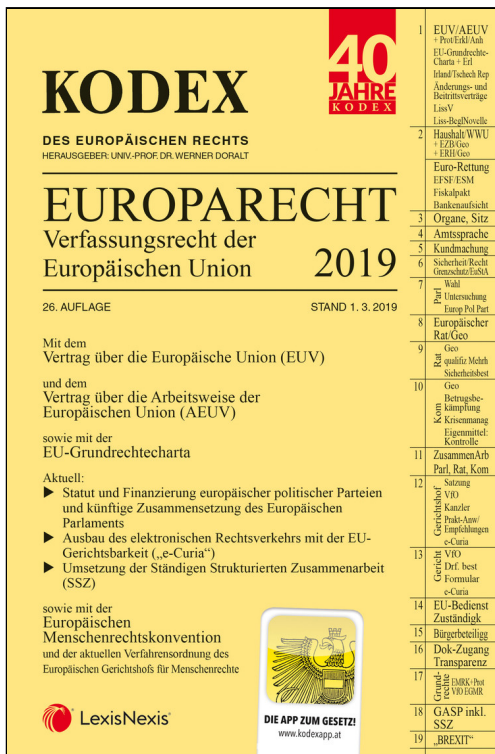 40
JAHRE
KODEX
KODEX
DES EUROPÄISCHEN RECHTS
HERAUSGEBER: UNIV.-PROF. DR. WERNER DORALT
EUROPARECHT
Verfassungsrecht der
Europäischen Union
2019
26. AUFLAGE
STAND 1. 3. 2019
Mit dem
Vertrag über die Europäische Union (EUV)
und dem
Vertrag über die Arbeitsweise der
Europäischen Union (AEUV)
sowie mit der
EU-Grundrechtecharta
Aktuell:
▶ Statut und Finanzierung europäischer politischer Parteien
und künftige Zusammensetzung des Europäischen
Parlaments
▶ Ausbau des elektronischen Rechtsverkehrs mit der EU-
Gerichtsbarkeit („e-Curia“)
▶ Umsetzung der Ständigen Strukturierten Zusammenarbeit
(SSZ)
sowie mit der
Europäischen
Menschenrechtskonvention
und der aktuellen Verfahrensordnung des
Europäischen Gerichtshofs für Menschenrechte
LexisNexis®
DIE APP ZUM GESETZ!
www.kodexapp.at
1 EUV/AEUV
+ Prot/Erkl/Anh
EU-Grundrechte-
Charta + Erl
Irland/Tschech Rep
Änderungs- und
Beitrittsverträge
LissV
Liss-BeglNovelle
2 Haushalt/WWU
+ EZB/Geo
+ ERH/Geo
Euro-Rettung
EFSF/ESM
Fiskalpakt
Bankenaufsicht
3 Organe, Sitz
4 Amtssprache
5 Kundmachung
6 Sicherheit/Recht
Grenzschutz/EuStA
7 Parl
Wahl
Untersuchung
Europ Pol Part
8 Europäischer
Rat/Geo
9 Rat
Geo
qualifiz Mehrh
Sicherheitsbest
10 Kom
Geo
Betrugsbe-
kämpfung
Krisenmanag
Eigenmittel:
Kontrolle
11 ZusammenArb
Parl, Rat, Kom
12 Gerichtshof
Satzung
VfO
Kanzler
Prakt-Anw/
Empfehlungen
e-Curia
13 Gericht
VfO
Drf. best
Formular
e-Curia
14 EU-Bedienst
Zuständigk
15 Bürgerbeteiligg
16 Dok-Zugang
Transparenz
17 Grund-
rechte
EMRK+Prot
VfO EGMR
18 GASP inkl.
SSZ
19 „BREXIT“